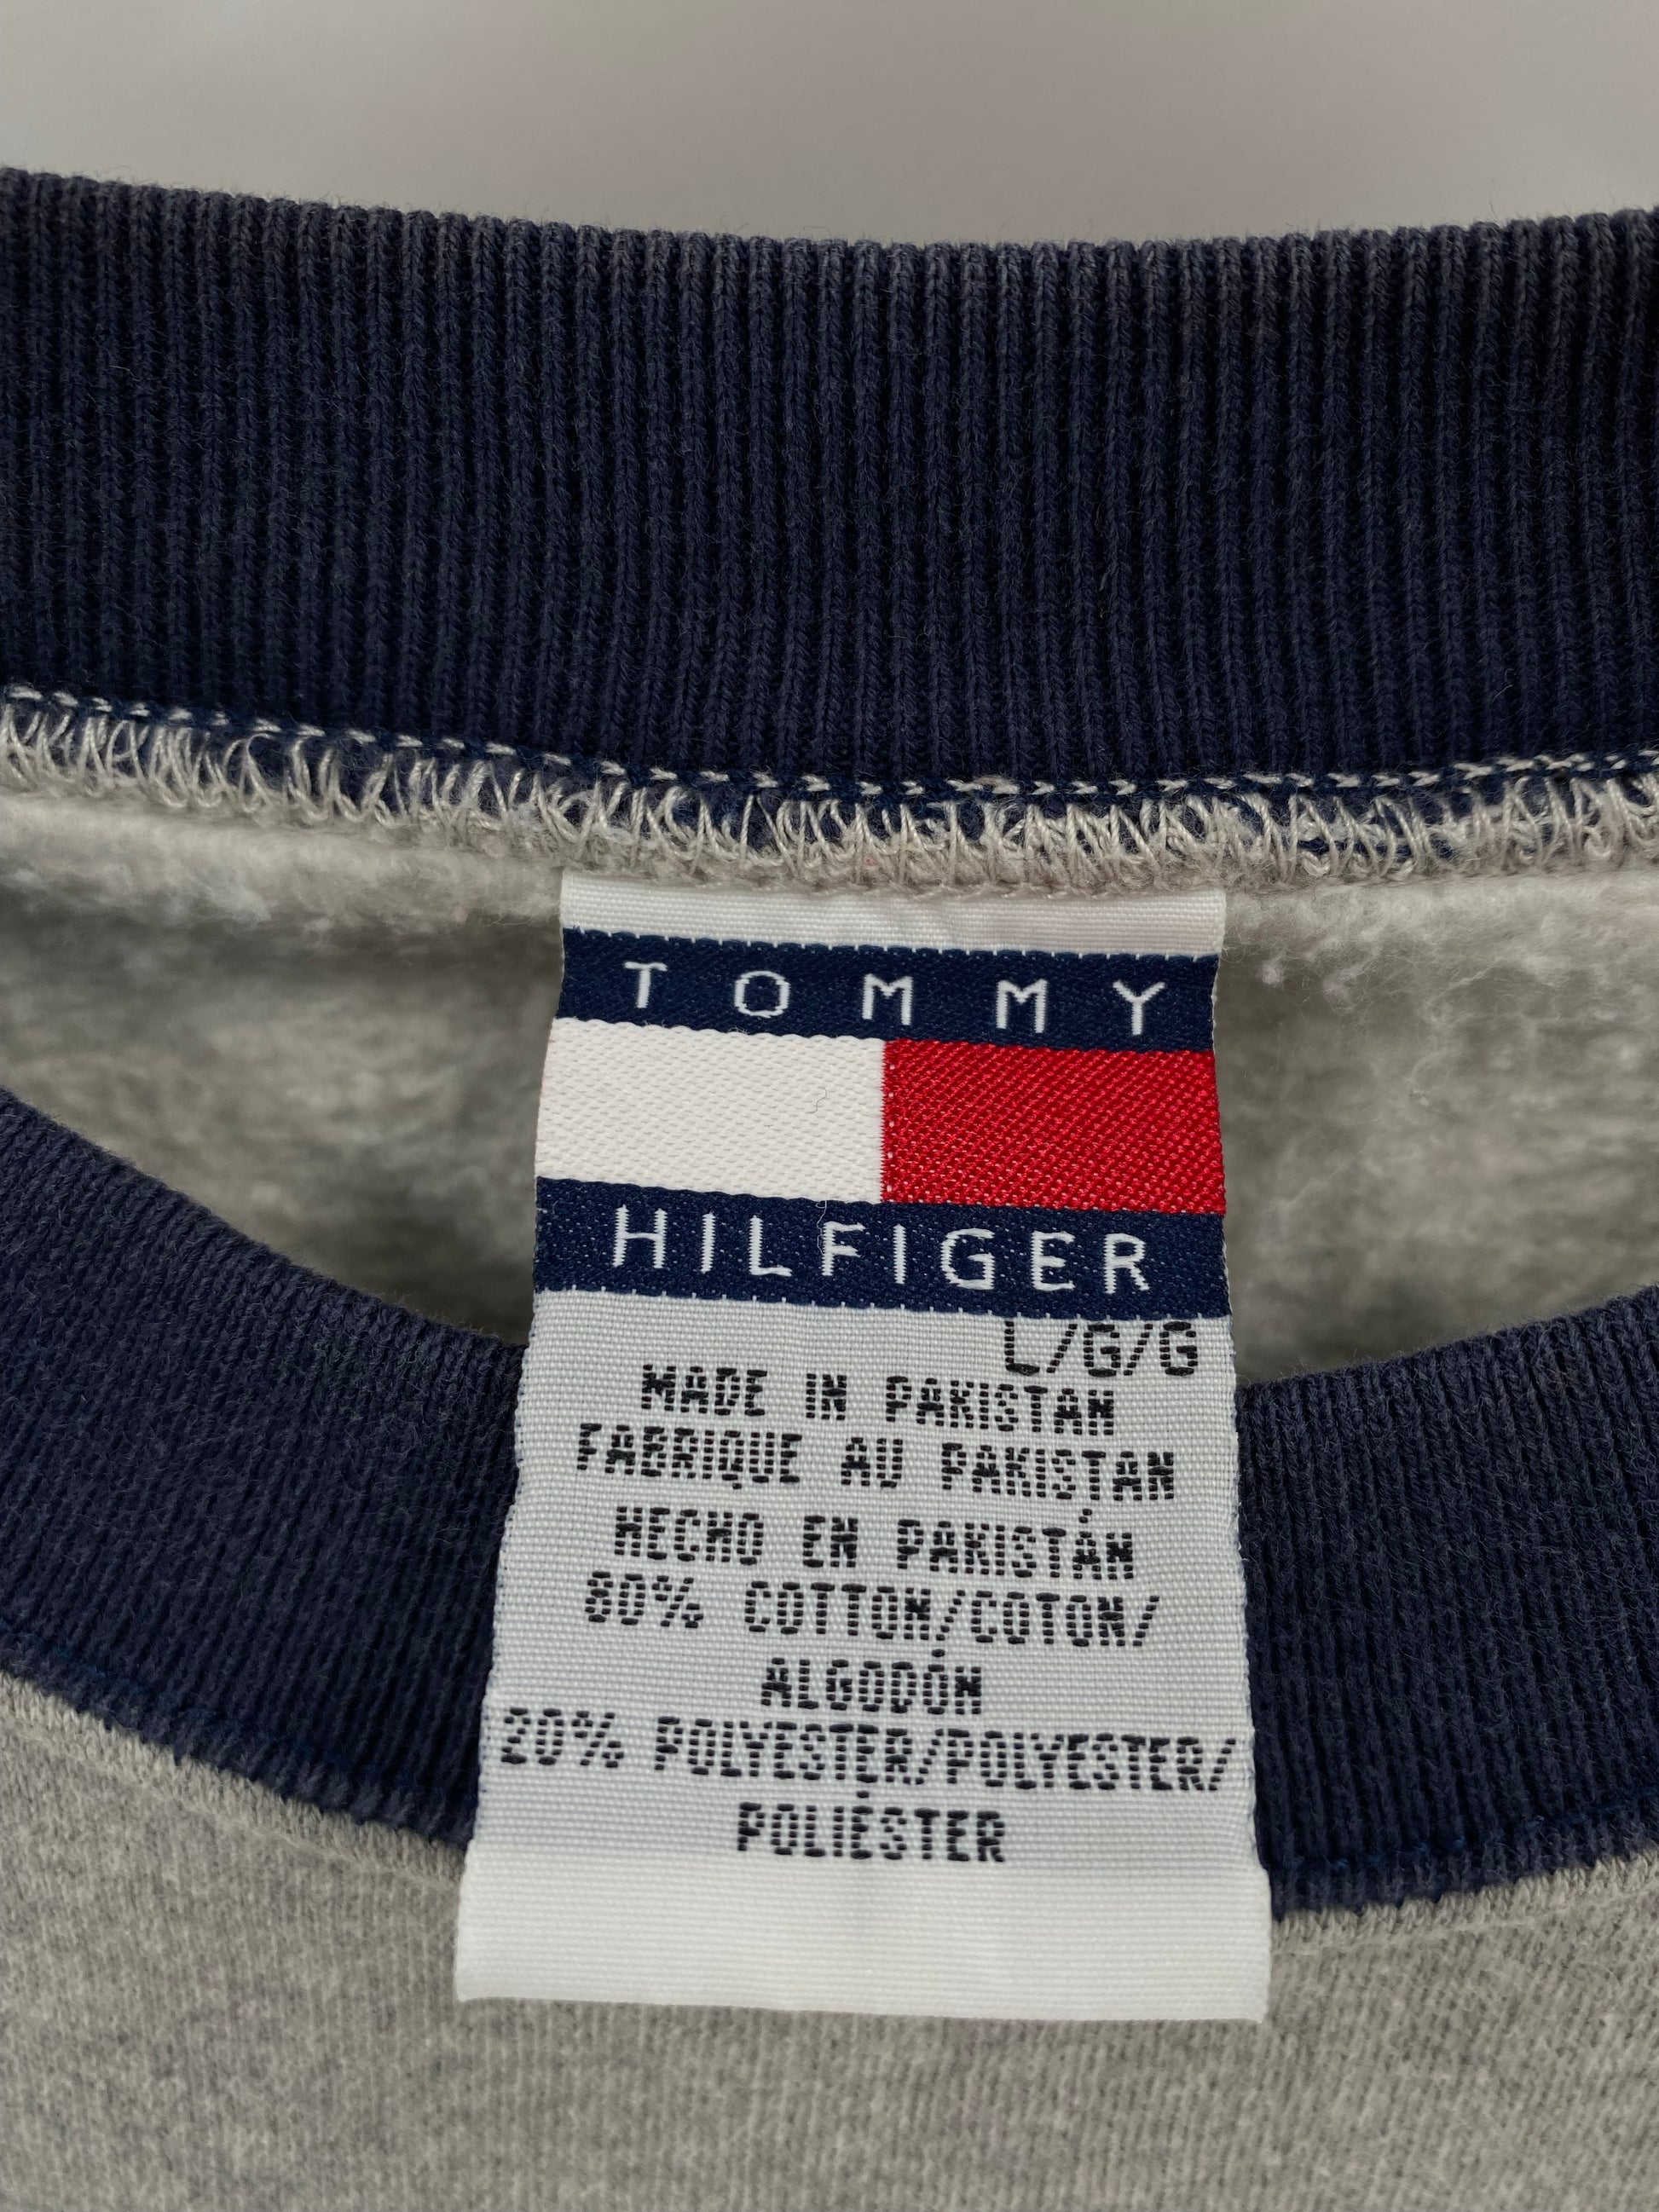 TOMMY
HILFIGER
L/G/G
MADE IN PAKISTAN
FABRIQUE AU PAKISTAN
HECHO EN PAKISTÁN
80% COTTON/COTON/
ALGODÓN
20% POLYESTER/POLYESTER/
POLIÉSTER